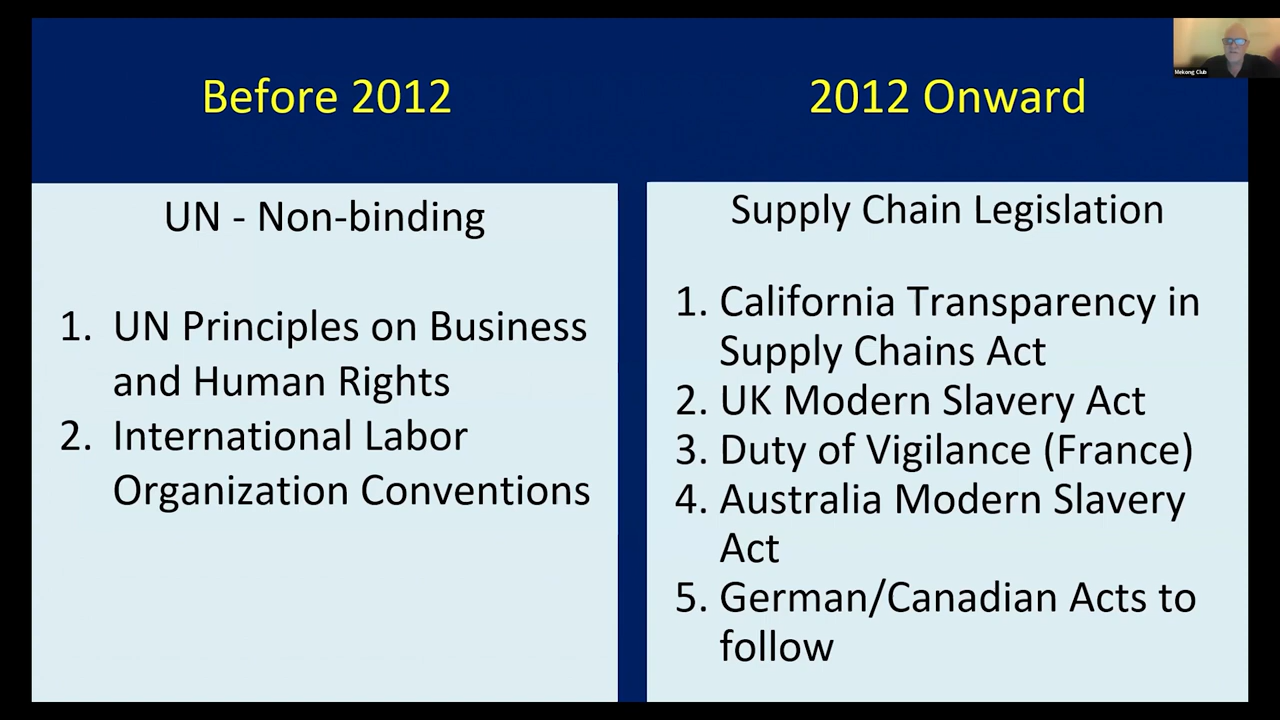 Before 2012
2012 Onward
Mekong Club
UN - Non-binding
1. UN Principles on Business
and Human Rights
2. International Labor
Organization Conventions
Supply Chain Legislation
1. California Transparency in
Supply Chains Act
2. UK Modern Slavery Act
3. Duty of Vigilance (France)
4. Australia Modern Slavery
Act
5. German/Canadian Acts to
follow